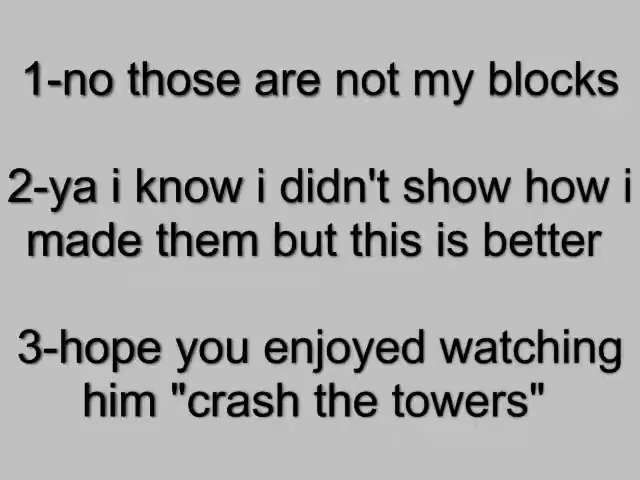 1-no those are not my blocks
2-ya i know i didn't show how i
made them but this is better
3-hope you enjoyed watching
him "crash the towers"